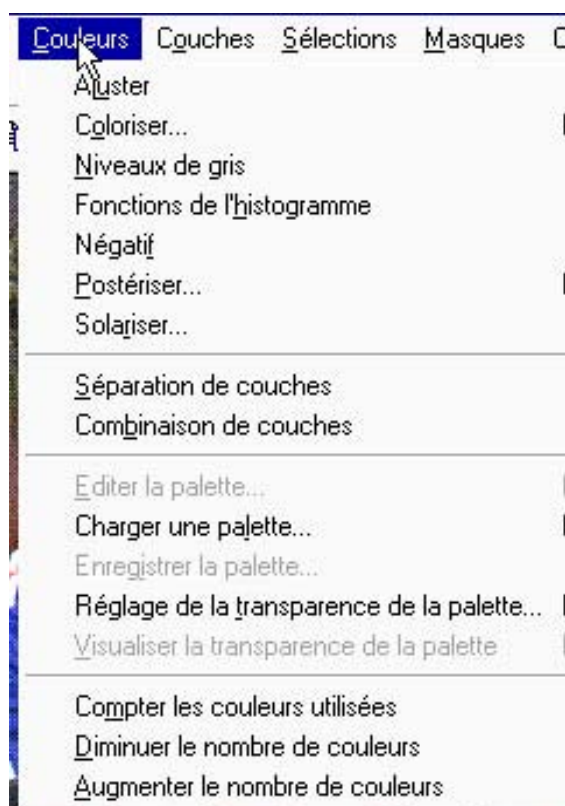 Couleurs Couches Sélections Masques
Ajuster
Coloriser...
Niveaux de gris
Fonctions de l'histogramme
Négatif
Postériser...
Solariser...
Séparation de couches
Combinaison de couches
Editer la palette...
Charger une palette...
Enregistrer la palette...
Réglage de la transparence de la palette...
Visualiser la transparence de la palette
Compter les couleurs utilisées
Diminuer le nombre de couleurs
Augmenter le nombre de couleurs